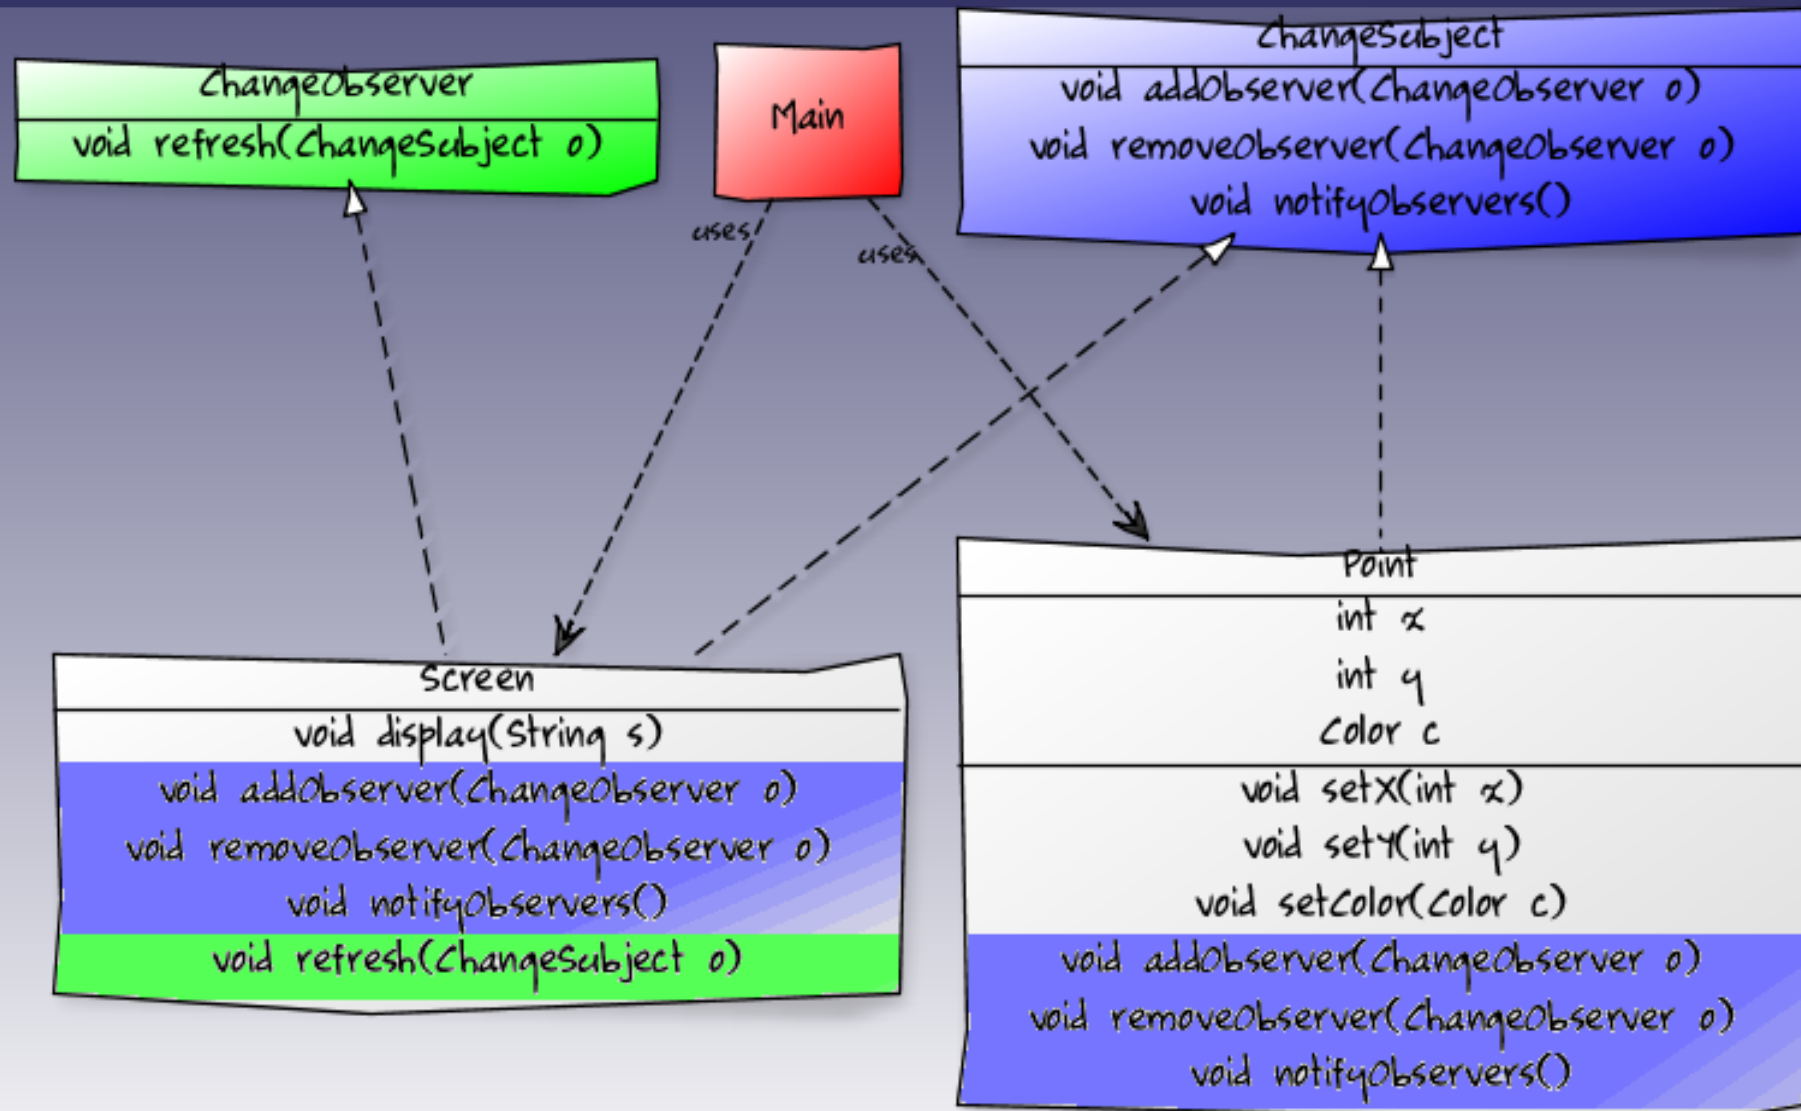 ChangeObserver
void refresh(ChangeSubject o)
Main
ChangeSubject
void addObserver(ChangeObserver o)
void removeObserver(ChangeObserver o)
void notifyObservers()
uses
uses
Screen
void display(String s)
void addObserver(ChangeObserver o)
void removeObserver(ChangeObserver o)
void notifyObservers()
void refresh(ChangeSubject o)
Point
int x
int y
Color c
void setX(int x)
void setY(int y)
void setColor(Color c)
void addObserver(ChangeObserver o)
void removeObserver(ChangeObserver o)
void notifyObservers()